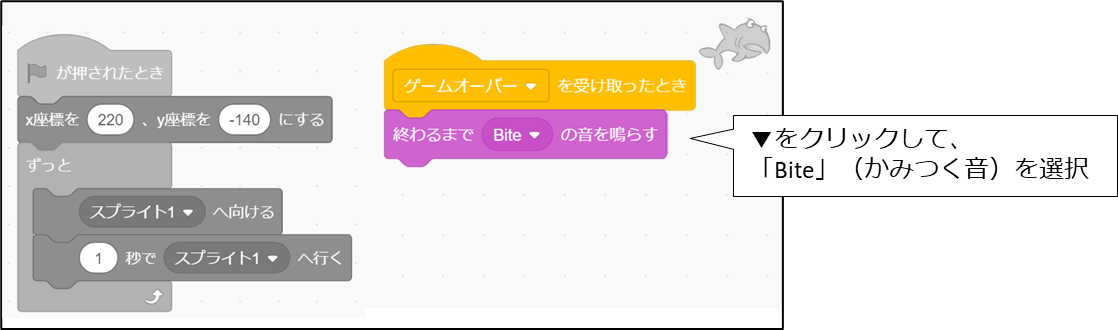 が押されたとき
x座標を 220 、y座標を -140 にする
ずっと
スプライト1 ▼ へ向ける
1 秒で スプライト1 ▼ へ行く
ゲームオーバー ▼ を受け取ったとき
終わるまで Bite ▼ の音を鳴らす
▼をクリックして、
「Bite」（かみつく音）を選択